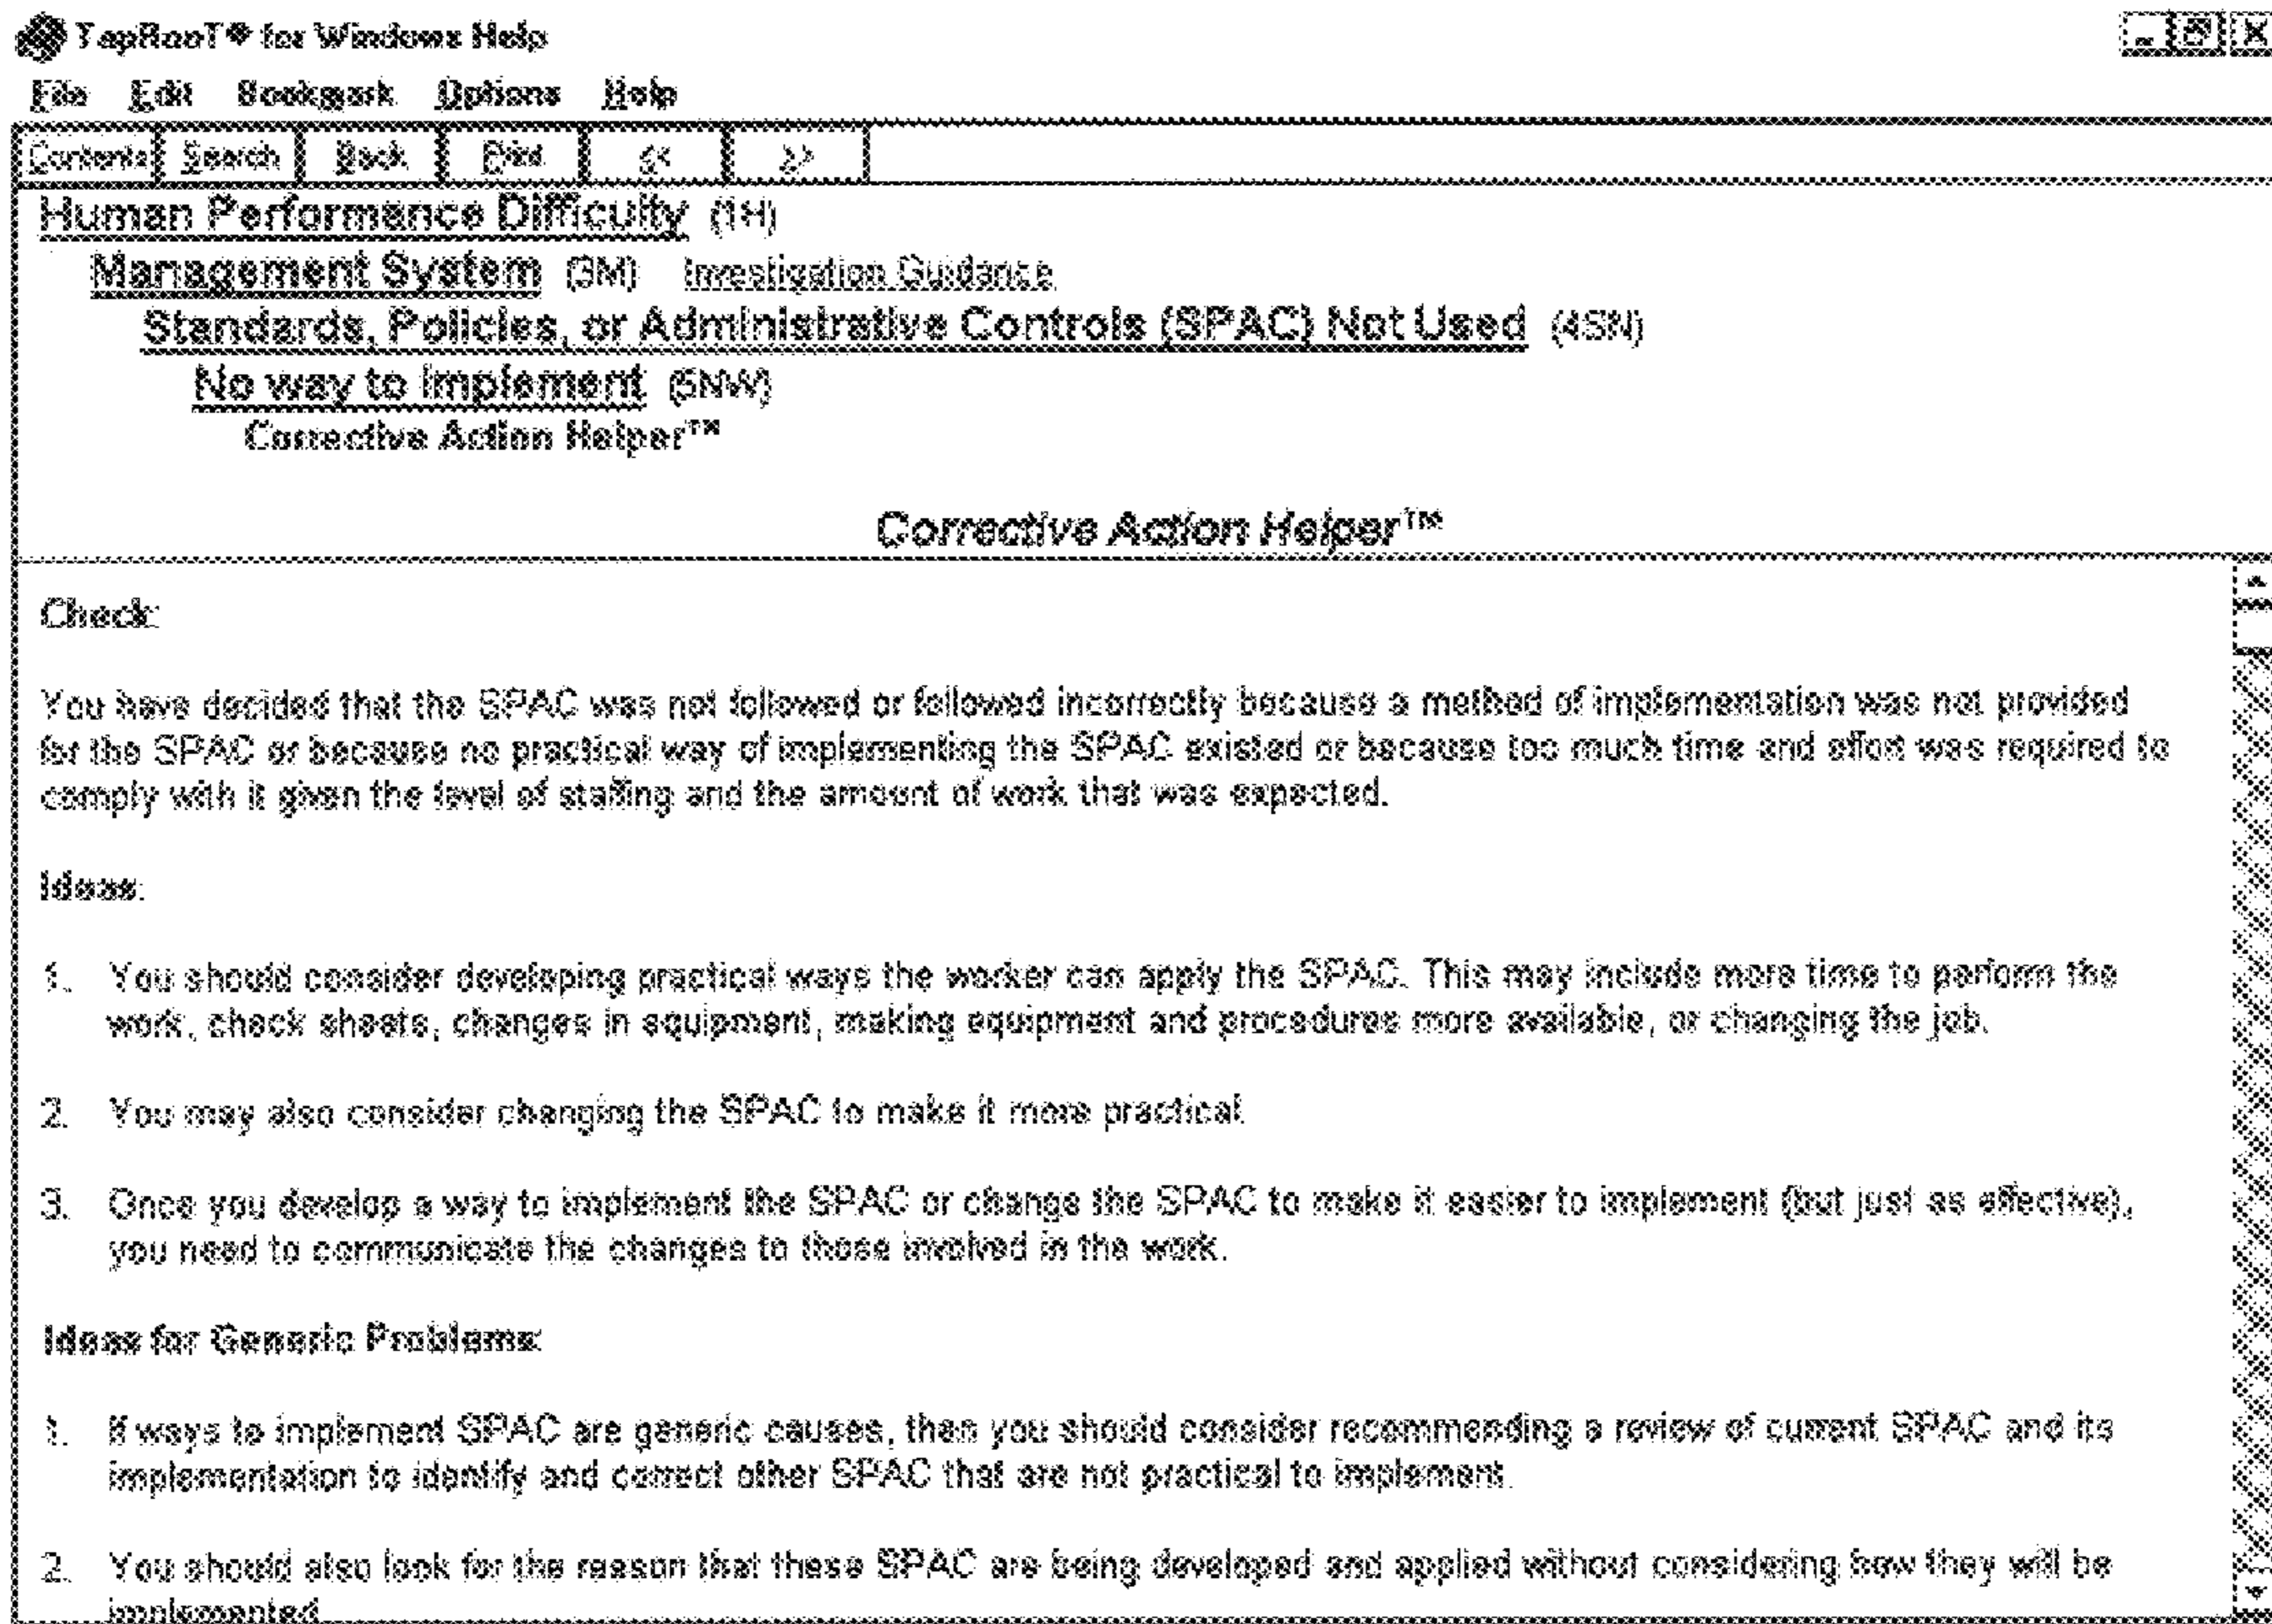 TapRooT® for Windows Help
File Edit Bookmark Options Help
Contents Search Back Print << >>
Human Performance Difficulty (1H)
Management System (3M) Investigation Guidance
Standards, Policies, or Administrative Controls (SPAC) Not Used (4SN)
No way to implement (5NW)
Corrective Action Helper™
Corrective Action Helper™
Check:
You have decided that the SPAC was not followed or followed incorrectly because a method of implementation was not provided
for the SPAC or because no practical way of implementing the SPAC existed or because too much time and effort was required to
comply with it given the level of staffing and the amount of work that was expected.
Ideas:
1. You should consider developing practical ways the worker can apply the SPAC. This may include more time to perform the
work, check sheets, changes in equipment, making equipment and procedures more available, or changing the job.
2. You may also consider changing the SPAC to make it more practical.
3. Once you develop a way to implement the SPAC or change the SPAC to make it easier to implement (but just as effective),
you need to communicate the changes to those involved in the work.
Ideas for Generic Problems:
1. If ways to implement SPAC are generic causes, then you should consider recommending a review of current SPAC and its
implementation to identify and correct other SPAC that are not practical to implement.
2. You should also look for the reason that these SPAC are being developed and applied without considering how they will be
implemented